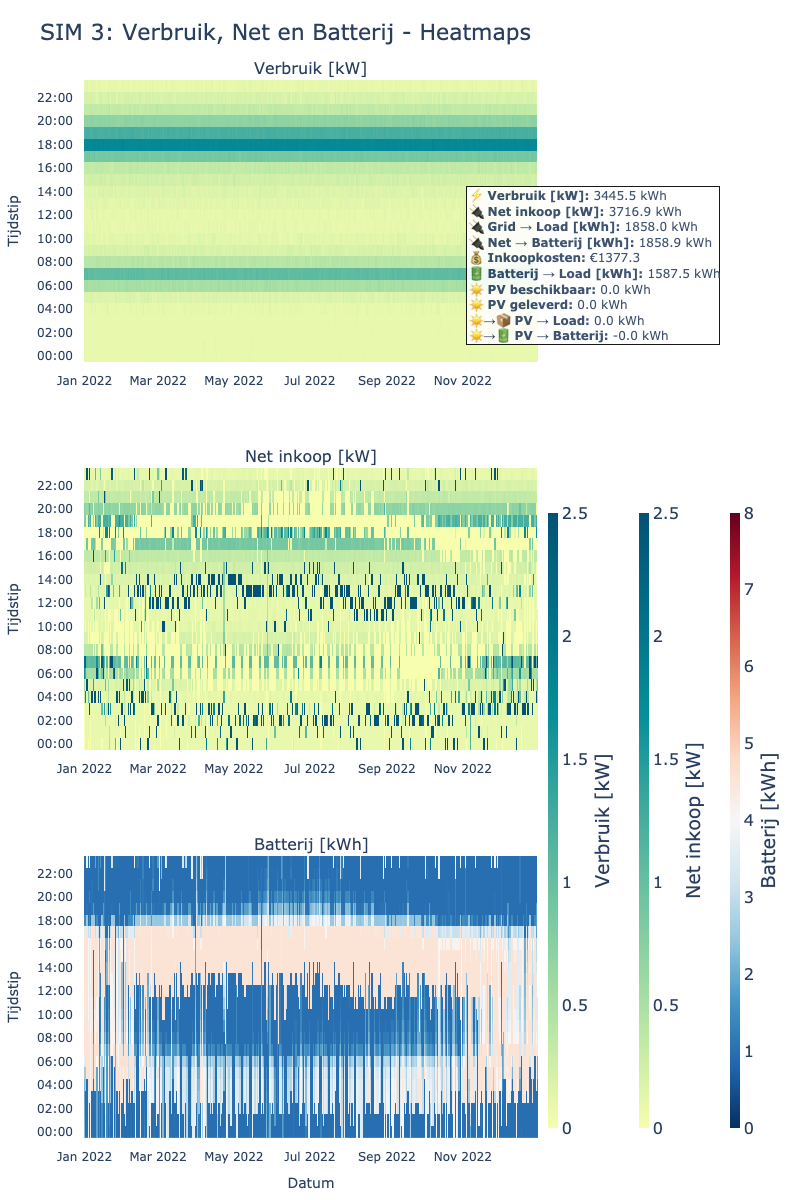 SIM 3: Verbruik, Net en Batterij - Heatmaps
Verbruik [kW]
22:00
20:00
18:00
16:00
14:00
12:00
10:00
08:00
06:00
04:00
02:00
00:00
Tijdstip
Jan 2022 Mar 2022 May 2022 Jul 2022 Sep 2022 Nov 2022
⚡ Verbruik [kW]: 3445.5 kWh
🔌 Net inkoop [kW]: 3716.9 kWh
🔌 Grid → Load [kWh]: 1858.0 kWh
🔌 Net → Batterij [kWh]: 1858.9 kWh
💰 Inkoopkosten: €1377.3
🔋 Batterij → Load [kWh]: 1587.5 kWh
☀️ PV beschikbaar: 0.0 kWh
☀️ PV geleverd: 0.0 kWh
☀️→📦 PV → Load: 0.0 kWh
☀️→🔋 PV → Batterij: -0.0 kWh
Net inkoop [kW]
22:00
20:00
18:00
16:00
14:00
12:00
10:00
08:00
06:00
04:00
02:00
00:00
Tijdstip
Jan 2022 Mar 2022 May 2022 Jul 2022 Sep 2022 Nov 2022
Batterij [kWh]
22:00
20:00
18:00
16:00
14:00
12:00
10:00
08:00
06:00
04:00
02:00
00:00
Tijdstip
Jan 2022 Mar 2022 May 2022 Jul 2022 Sep 2022 Nov 2022
Datum
2.5
2
1.5
1
0.5
0
Verbruik [kW]
2.5
2
1.5
1
0.5
0
Net inkoop [kW]
8
7
6
5
4
3
2
1
0
Batterij [kWh]